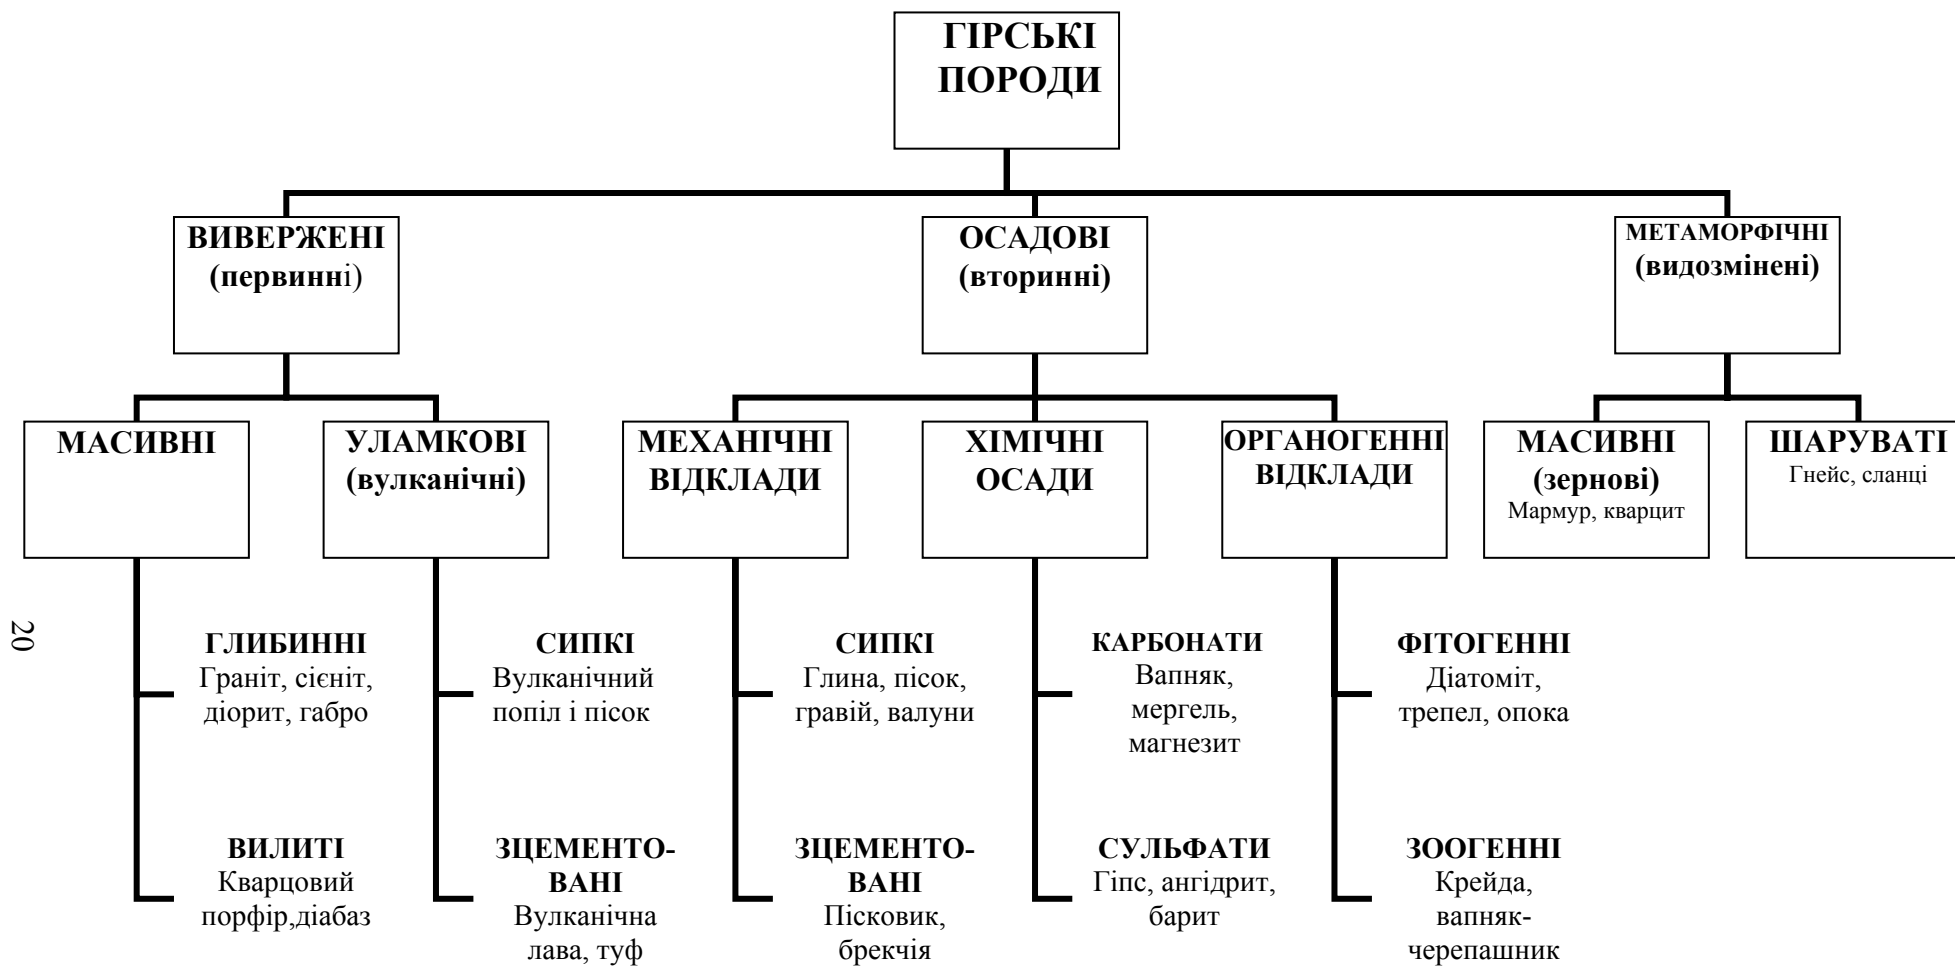 ГІРСЬКІ
ПОРОДИ
ВИВЕРЖЕНІ
(первинні)
ОСАДОВІ
(вторинні)
МЕТАМОРФІЧНІ
(видозмінені)
МАСИВНІ
УЛАМКОВІ
(вулканічні)
МЕХАНІЧНІ
ВІДКЛАДИ
ХІМІЧНІ
ОСАДИ
ОРГАНОГЕННІ
ВІДКЛАДИ
МАСИВНІ
(зернові)
Мармур, кварцит
ШАРУВАТІ
Гнейс, сланці
20
ГЛИБИННІ
Граніт, сієніт,
діорит, габро
СИПКІ
Вулканічний
попіл і пісок
СИПКІ
Глина, пісок,
гравій, валуни
КАРБОНАТИ
Вапняк,
мергель,
магнезит
ФІТОГЕННІ
Діатоміт,
трепел, опока
ВИЛИТІ
Кварцовий
порфір,діабаз
ЗЦЕМЕНТО-
ВАНІ
Вулканічна
лава, туф
ЗЦЕМЕНТО-
ВАНІ
Пісковик,
брекчія
СУЛЬФАТИ
Гіпс, ангідрит,
барит
ЗООГЕННІ
Крейда,
вапняк-
черепашник